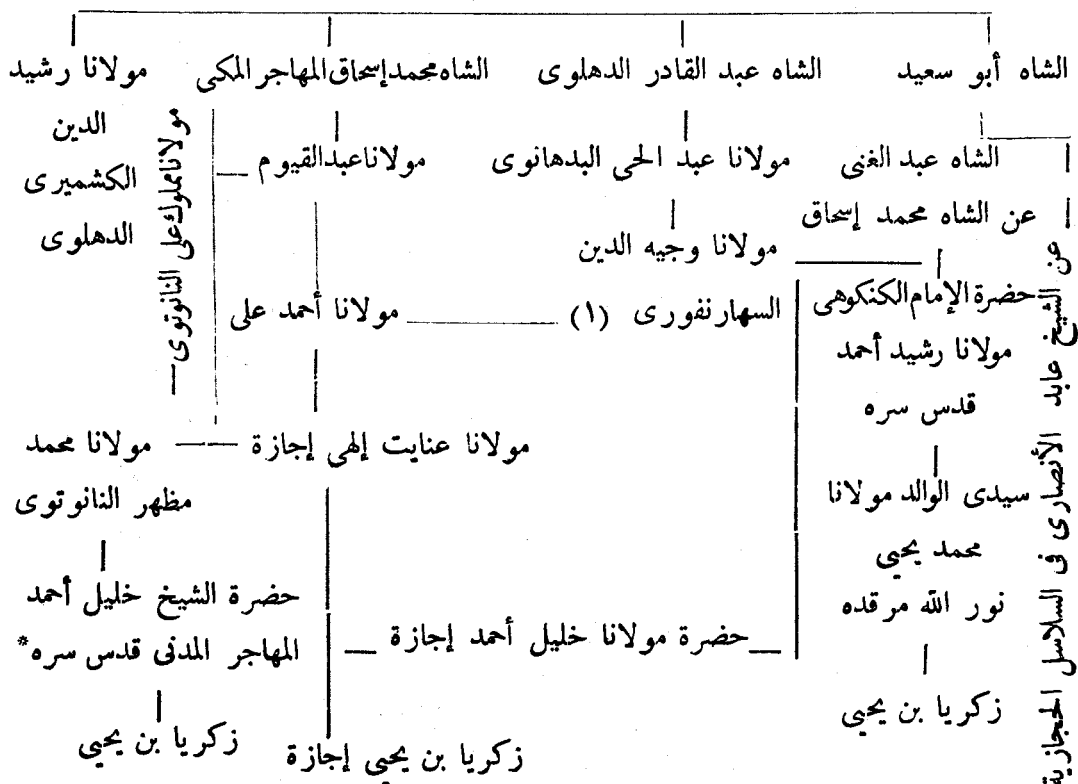 الشاه أبو سعيد الشاه عبد القادر الدهلوى الشاه محمد إسحاق المهاجر المكى مولانا رشيد
الدين
الشاه عبد الغنى مولانا عبد الحى البدهانوى مولانا عبدالقيوم الكشميرى
عن الشاه محمد إسحاق الدهلوى
مولانا وجيه الدين
حضرة الإمام الكنكوهى السهارنفورى (١) مولانا أحمد على
مولانا رشيد أحمد
قدس سره
مولانا عنايت إلهى إجازة مولانا محمد
سيدى الوالد مولانا مظهر النانوتوى
محمد يحيى
نور الله مرقده حضرة الشيخ خليل أحمد
حضرة مولانا خليل أحمد إجازة المهاجر المدنى قدس سره*
زكريا بن يحيى زكريا بن يحيى
زكريا بن يحيى إجازة
مولانا مملوك على النانوتوى
عن الشيخ عابد الأنصارى فى السلاسل الحجازية